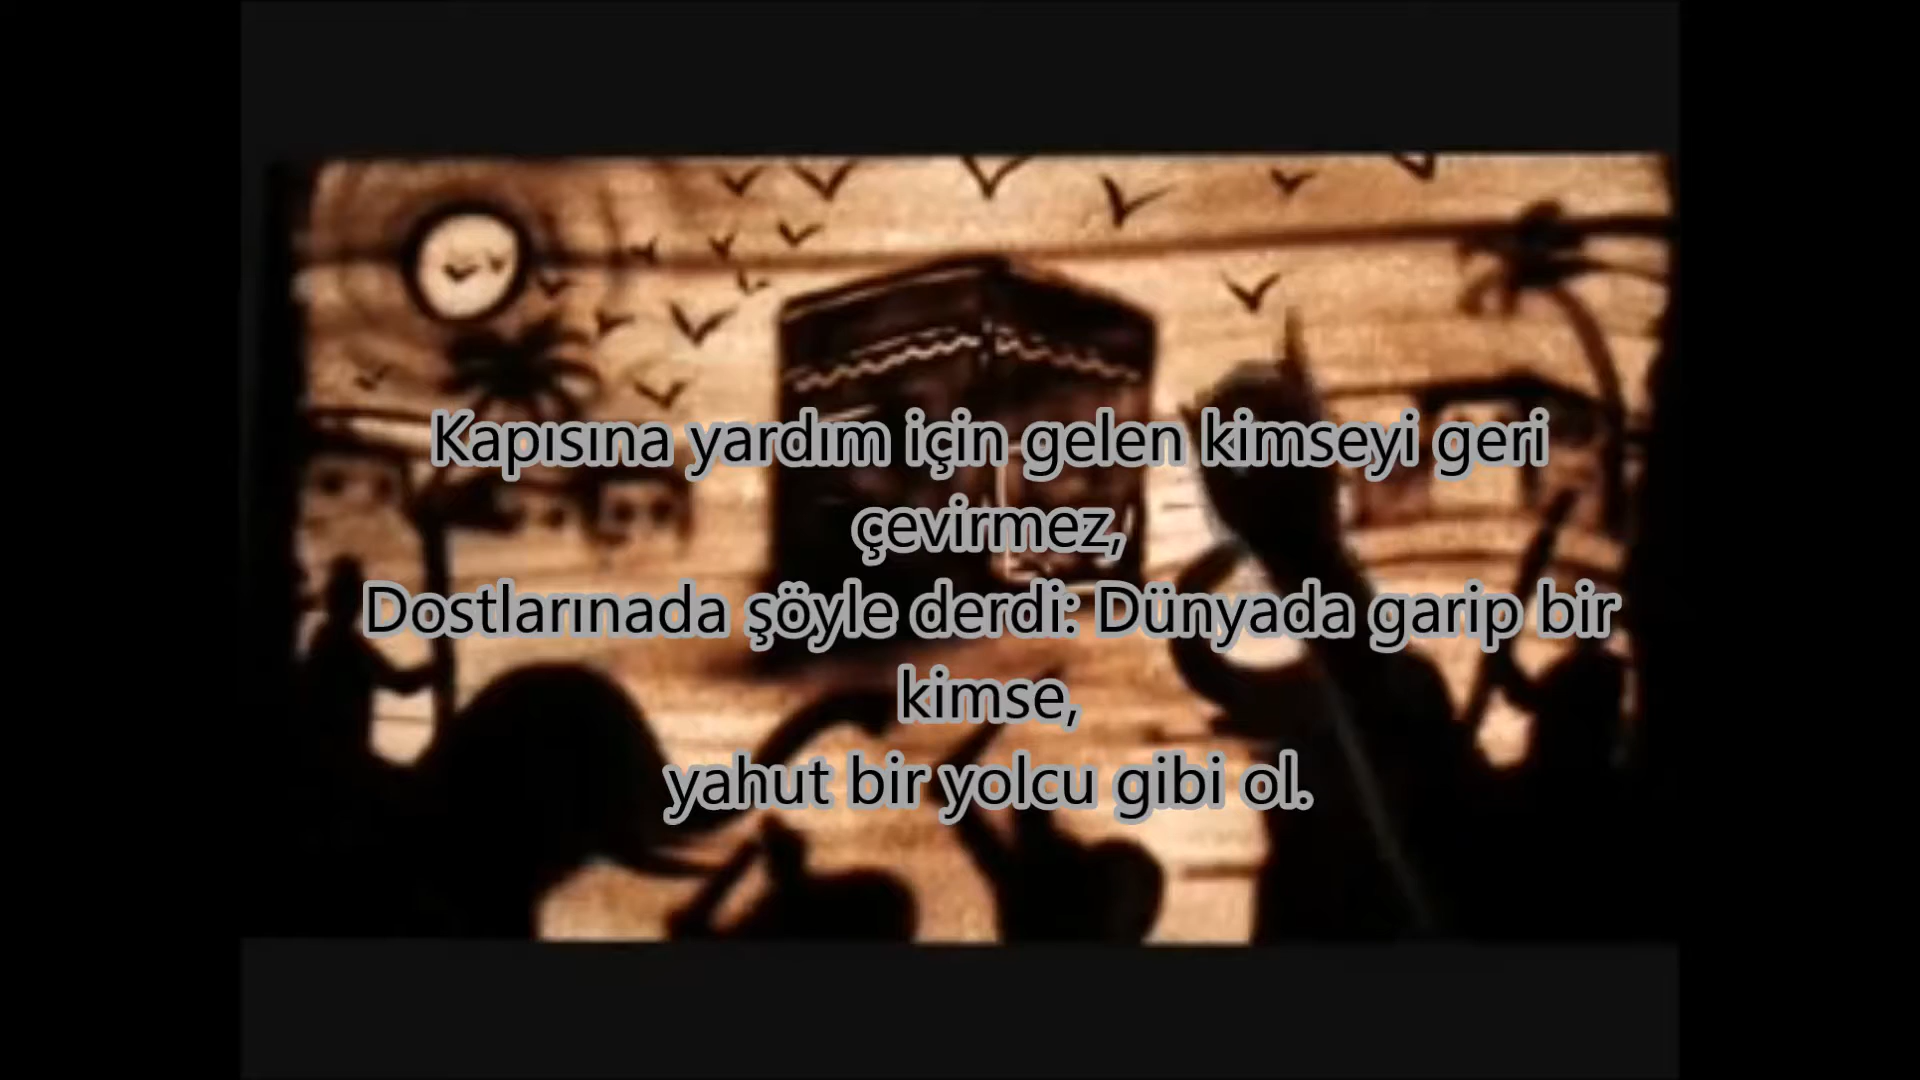 Kapısına yardım için gelen kimseyi geri
çevirmez,
Dostlarınada şöyle derdi: Dünyada garip bir
kimse,
yahut bir yolcu gibi ol.